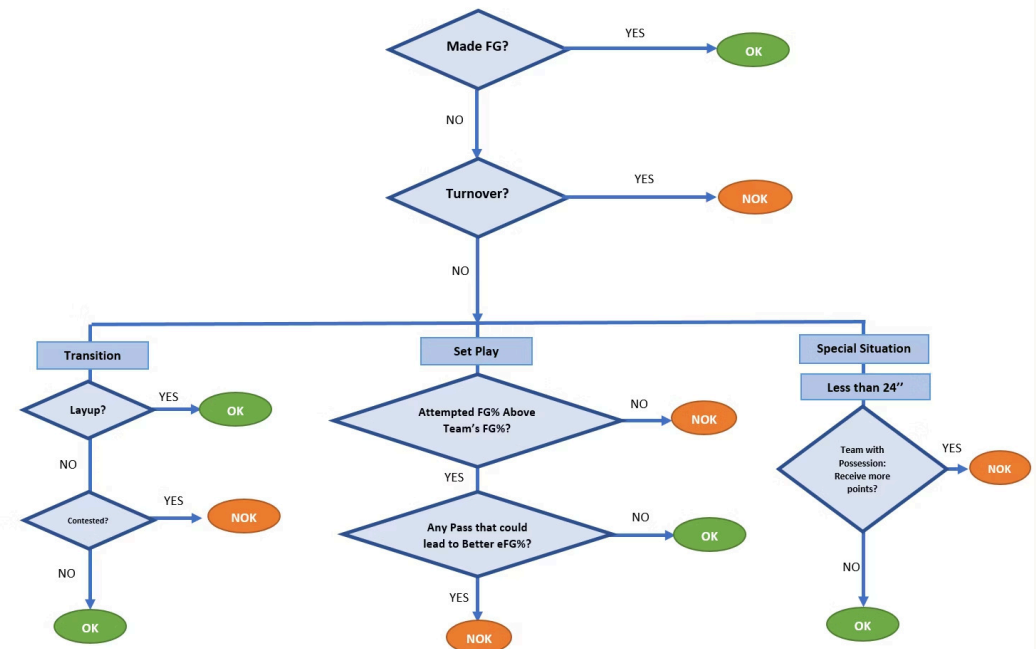 Made FG?
YES
OK
NO
Turnover?
YES
NOK
NO
Transition
Set Play
Special Situation
Less than 24’’
Layup?
YES
OK
NO
Contested?
YES
NOK
NO
OK
Attempted FG% Above
Team’s FG%?
NO
NOK
YES
Any Pass that could
lead to Better eFG%?
NO
OK
YES
NOK
Team with
Possession:
Receive more
points?
YES
NOK
NO
OK